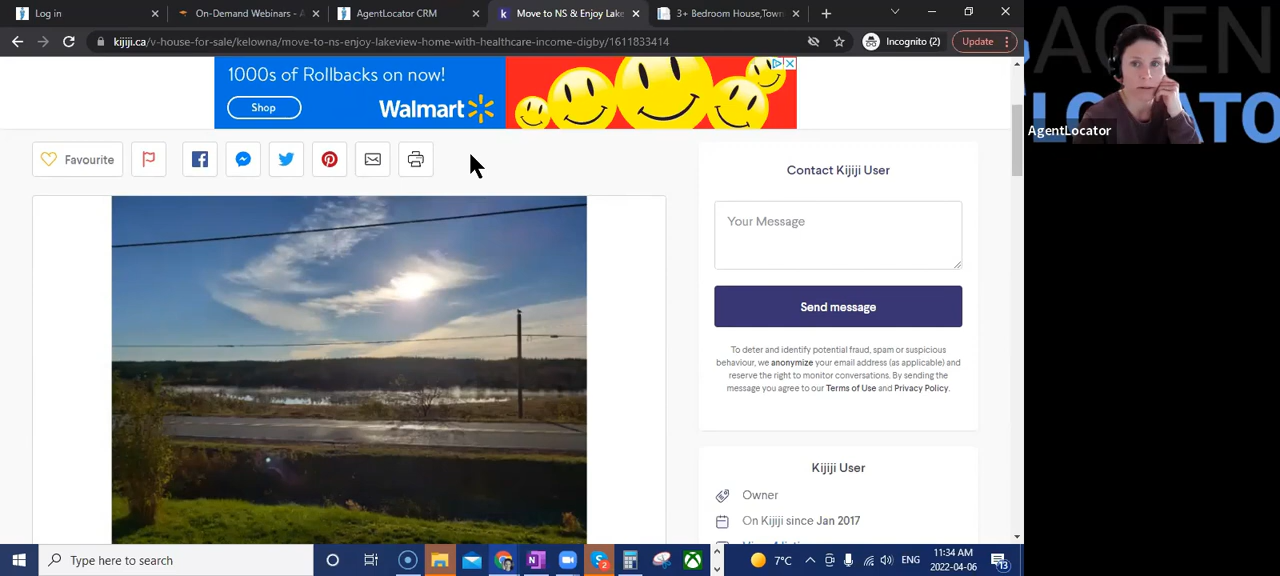 Log in
On-Demand Webinars - A
AgentLocator CRM
Move to NS & Enjoy Lake
3+ Bedroom House,Town
kijiji.ca/v-house-for-sale/kelowna/move-to-ns-enjoy-lakeview-home-with-healthcare-income-digby/1611833414
Incognito (2)
Update
1000s of Rollbacks on now!
Shop
Walmart
Favourite
Contact Kijiji User
Your Message
Send message
To deter and identify potential fraud, spam or suspicious
behaviour, we anonymize your email address (as applicable) and
reserve the right to monitor conversations. By sending the
message you agree to our Terms of Use and Privacy Policy.
Kijiji User
Owner
On Kijiji since Jan 2017
AGEN
LOCATOR
AgentLocator
Type here to search
2
7°C
ENG
11:34 AM
2022-04-06
13